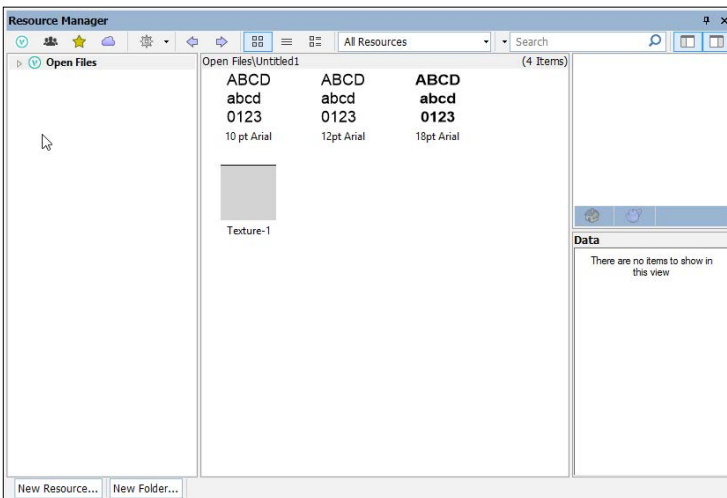 Resource Manager
All Resources
Search
Open Files
Open Files\Untitled1 (4 Items)
ABCD ABCD ABCD
abcd abcd abcd
0123 0123 0123
10 pt Arial 12pt Arial 18pt Arial
Texture-1
Data
There are no items to show in
this view
New Resource... New Folder...